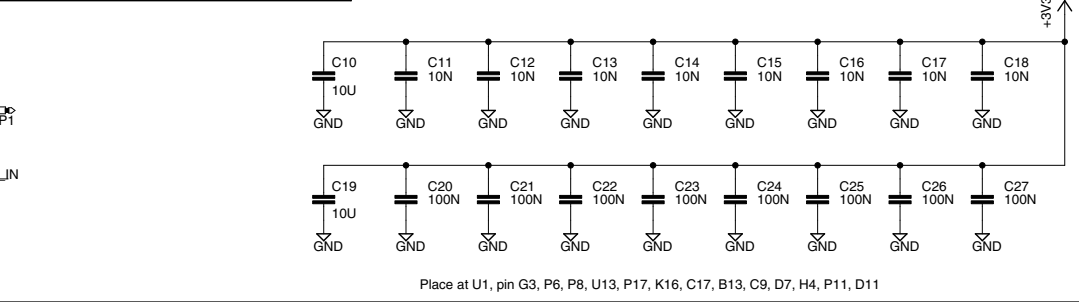 +3V3
C10 C11 C12 C13 C14 C15 C16 C17 C18
10U 10N 10N 10N 10N 10N 10N 10N 10N
GND GND GND GND GND GND GND GND GND
P1
_IN
C19 C20 C21 C22 C23 C24 C25 C26 C27
10U 100N 100N 100N 100N 100N 100N 100N 100N
GND GND GND GND GND GND GND GND GND
Place at U1, pin G3, P6, P8, U13, P17, K16, C17, B13, C9, D7, H4, P11, D11